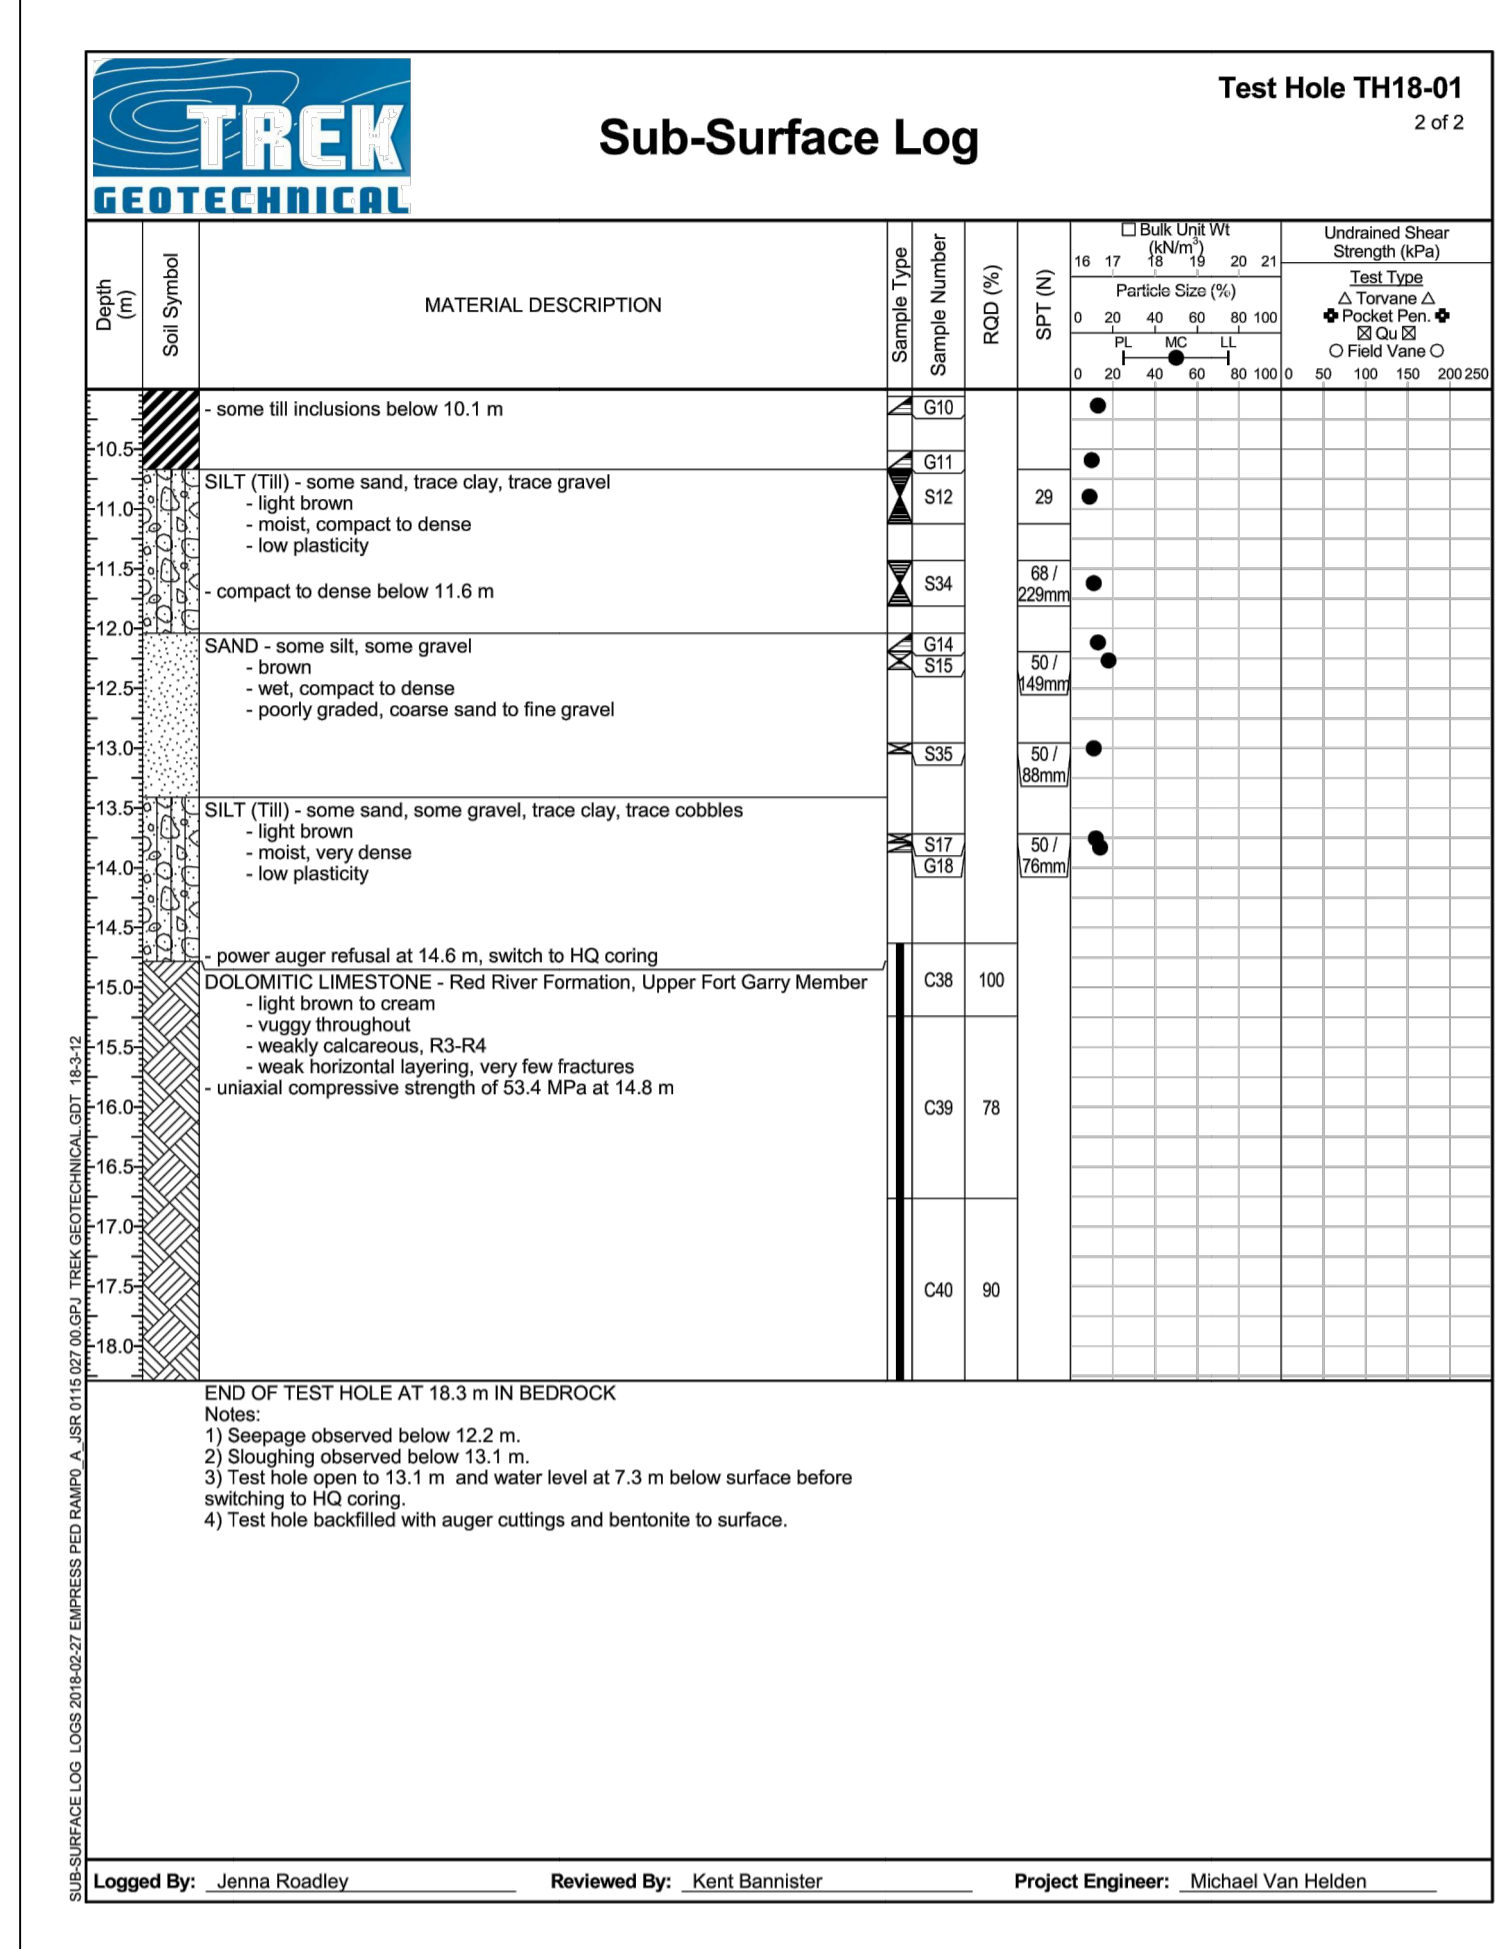 TREK
GEOTECHNICAL
Sub-Surface Log
Test Hole TH18-01
2 of 2
Depth
(m)
Soil Symbol
MATERIAL DESCRIPTION
Sample Type
Sample Number
RQD (%)
SPT (N)
Bulk Unit Wt
(kN/m³)
16 17 18 19 20 21
Particle Size (%)
0 20 40 60 80 100
PL MC LL
0 20 40 60 80 100
Undrained Shear
Strength (kPa)
Test Type
△ Torvane △
Pocket Pen.
☒ Qu ☒
○ Field Vane ○
0 50 100 150 200 250
- some till inclusions below 10.1 m
G10
-10.5-
G11
SILT (Till) - some sand, trace clay, trace gravel
- light brown
S12 29
-11.0-
- moist, compact to dense
- low plasticity
-11.5-
68 /
229mm
S34
- compact to dense below 11.6 m
-12.0-
SAND - some silt, some gravel
G14
- brown
S15
50 /
149mm
-12.5-
- wet, compact to dense
- poorly graded, coarse sand to fine gravel
-13.0-
S35
50 /
88mm
-13.5-
SILT (Till) - some sand, some gravel, trace clay, trace cobbles
- light brown
- moist, very dense
S17
50 /
76mm
-14.0-
G18
- low plasticity
-14.5-
- power auger refusal at 14.6 m, switch to HQ coring
DOLOMITIC LIMESTONE - Red River Formation, Upper Fort Garry Member
C38 100
-15.0-
- light brown to cream
- vuggy throughout
- weakly calcareous, R3-R4
-15.5-
- weak horizontal layering, very few fractures
- uniaxial compressive strength of 53.4 MPa at 14.8 m
-16.0-
C39 78
-16.5-
-17.0-
-17.5-
C40 90
-18.0-
END OF TEST HOLE AT 18.3 m IN BEDROCK
Notes:
1) Seepage observed below 12.2 m.
2) Sloughing observed below 13.1 m.
3) Test hole open to 13.1 m and water level at 7.3 m below surface before
switching to HQ coring.
4) Test hole backfilled with auger cuttings and bentonite to surface.
SUB-SURFACE LOG LOGS 2018-02-27 EMPRESS PED RAMP0_A_JSR 0115 027 00.GPJ TREK GEOTECHNICAL.GDT 18-3-12
Logged By: Jenna Roadley
Reviewed By: Kent Bannister
Project Engineer: Michael Van Helden